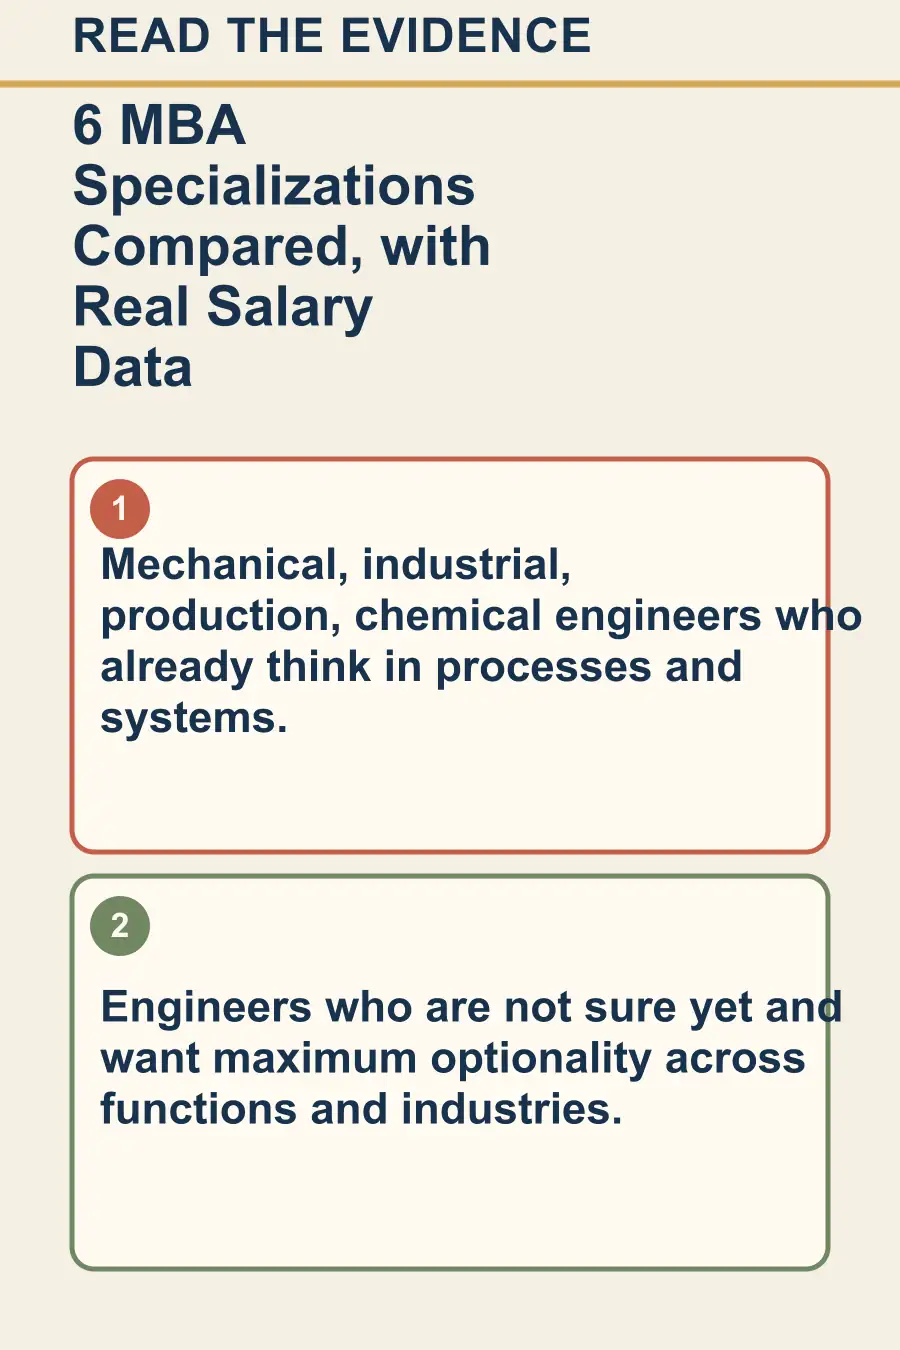 READ THE EVIDENCE
6 MBA
Specializations
Compared, with
Real Salary
Data
1
Mechanical, industrial,
production, chemical engineers who
already think in processes and
systems.
2
Engineers who are not sure yet and
want maximum optionality across
functions and industries.